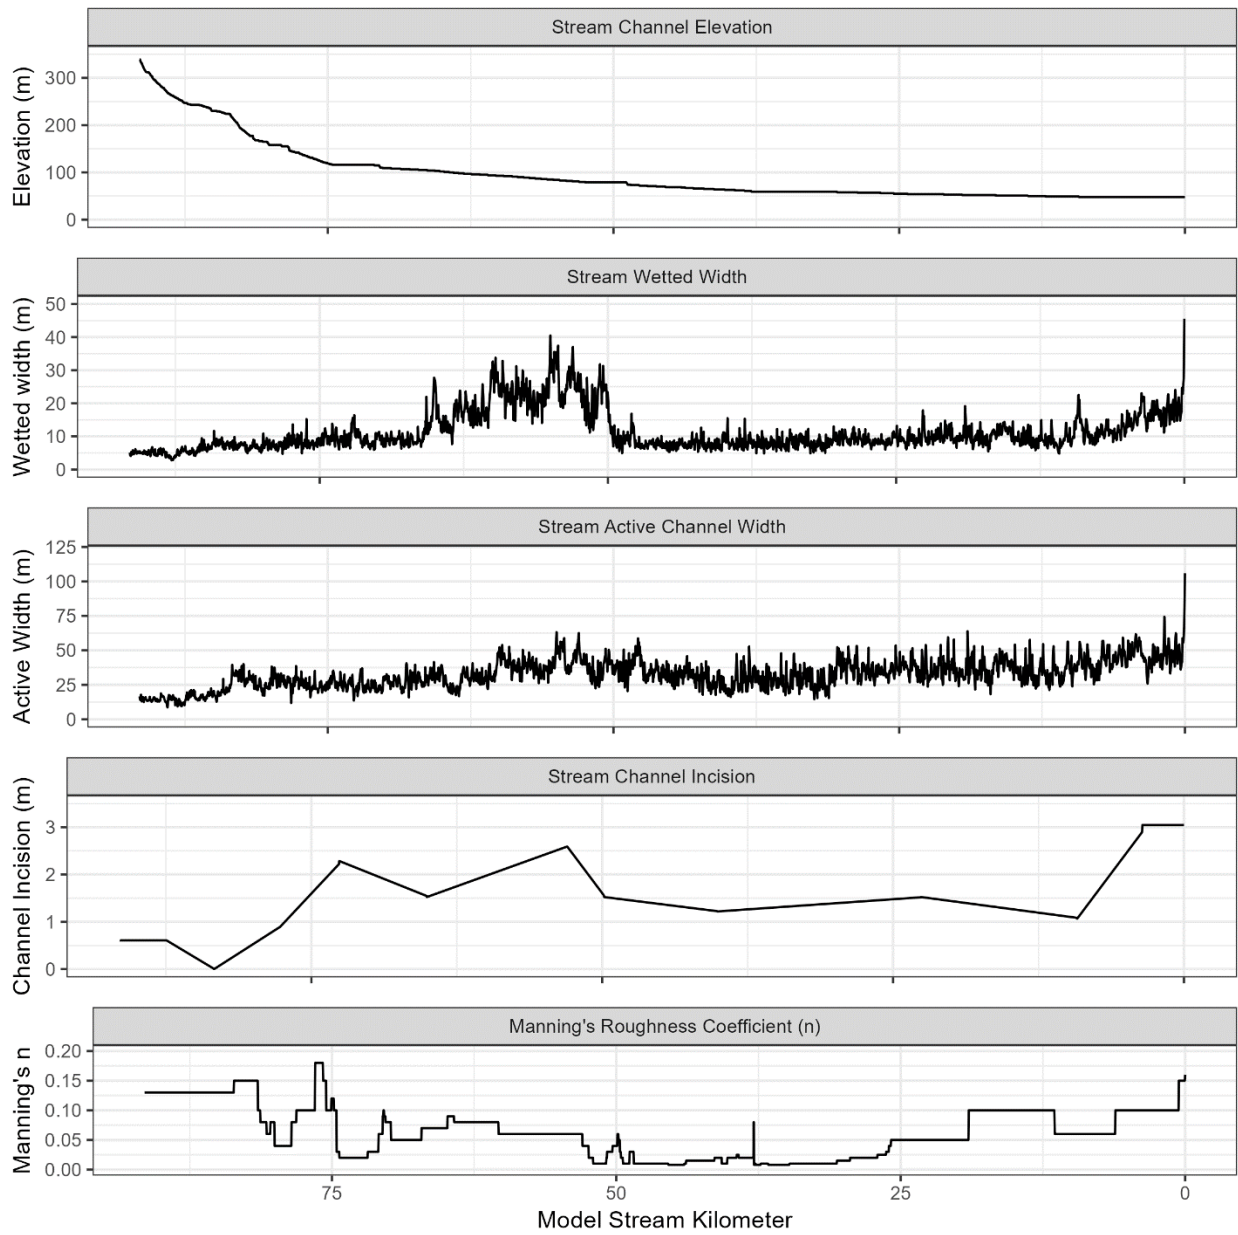 Stream Channel Elevation
Elevation (m)
300
200
100
0
Stream Wetted Width
Wetted width (m)
50
40
30
20
10
0
Stream Active Channel Width
Active Width (m)
125
100
75
50
25
0
Stream Channel Incision
Channel Incision (m)
3
2
1
0
Manning's Roughness Coefficient (n)
Manning's n
0.20
0.15
0.10
0.05
0.00
75 50 25 0
Model Stream Kilometer